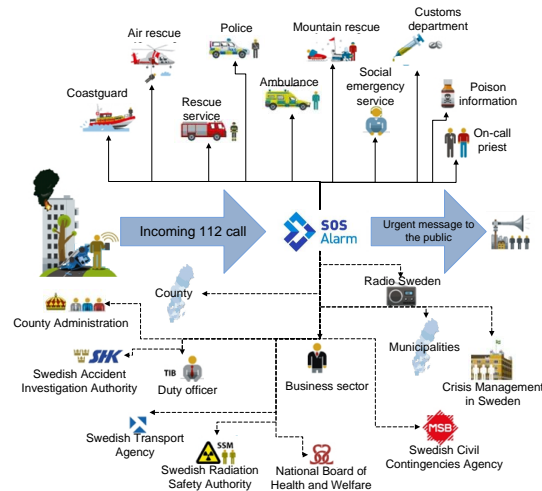 Air rescue
Police
Mountain rescue
Customs
department
Coastguard
Rescue
service
Ambulance
Social
emergency
service
Poison
information
On-call
priest
Incoming 112 call
SOS
Alarm
Urgent message to
the public
County
Radio Sweden
County Administration
Municipalities
SHK
Swedish Accident
Investigation Authority
TIB
Duty officer
Business sector
Crisis Management
in Sweden
Swedish Transport
Agency
SSM
Swedish Radiation
Safety Authority
National Board of
Health and Welfare
MSB
Swedish Civil
Contingencies Agency